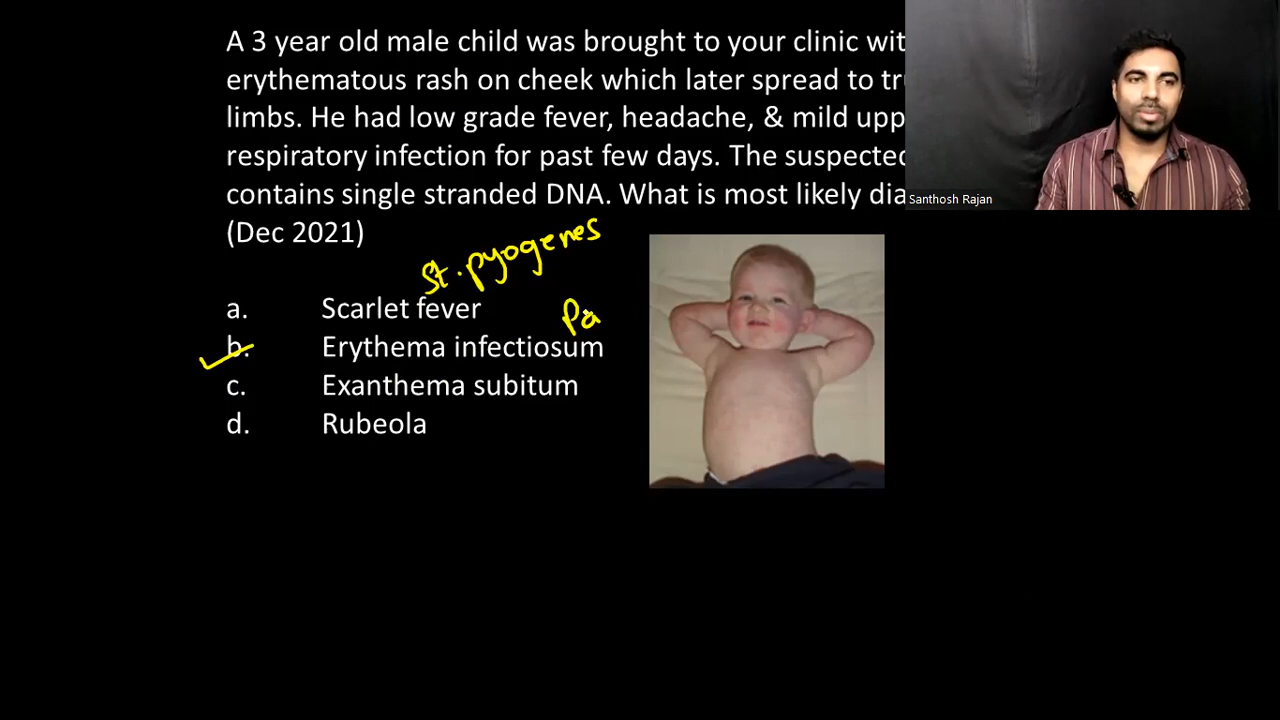 A 3 year old male child was brought to your clinic wit
erythematous rash on cheek which later spread to tr
limbs. He had low grade fever, headache, & mild upp
respiratory infection for past few days. The suspected
contains single stranded DNA. What is most likely dia
Santhosh Rajan
(Dec 2021)
St. pyogenes
a. Scarlet fever
Pa
b. Erythema infectiosum
c. Exanthema subitum
d. Rubeola